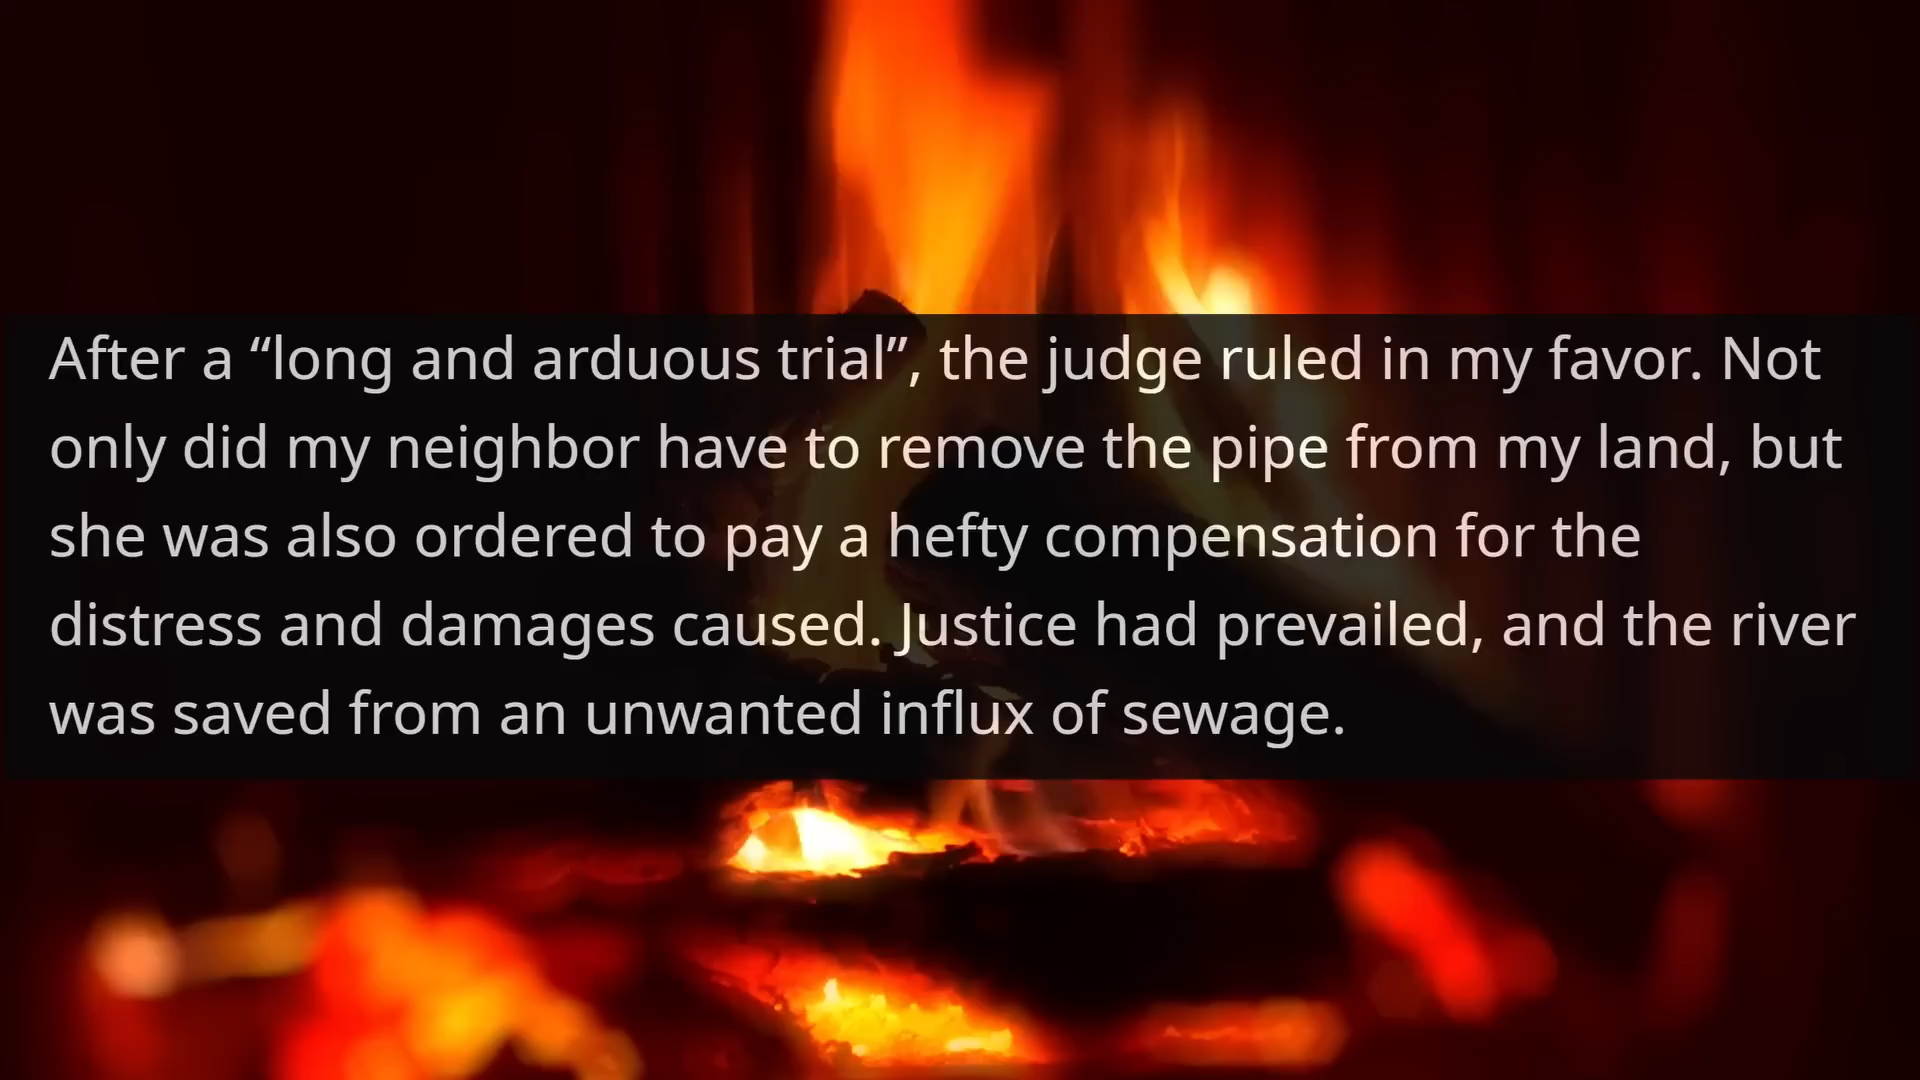 After a “long and arduous trial”, the judge ruled in my favor. Not
only did my neighbor have to remove the pipe from my land, but
she was also ordered to pay a hefty compensation for the
distress and damages caused. Justice had prevailed, and the river
was saved from an unwanted influx of sewage.